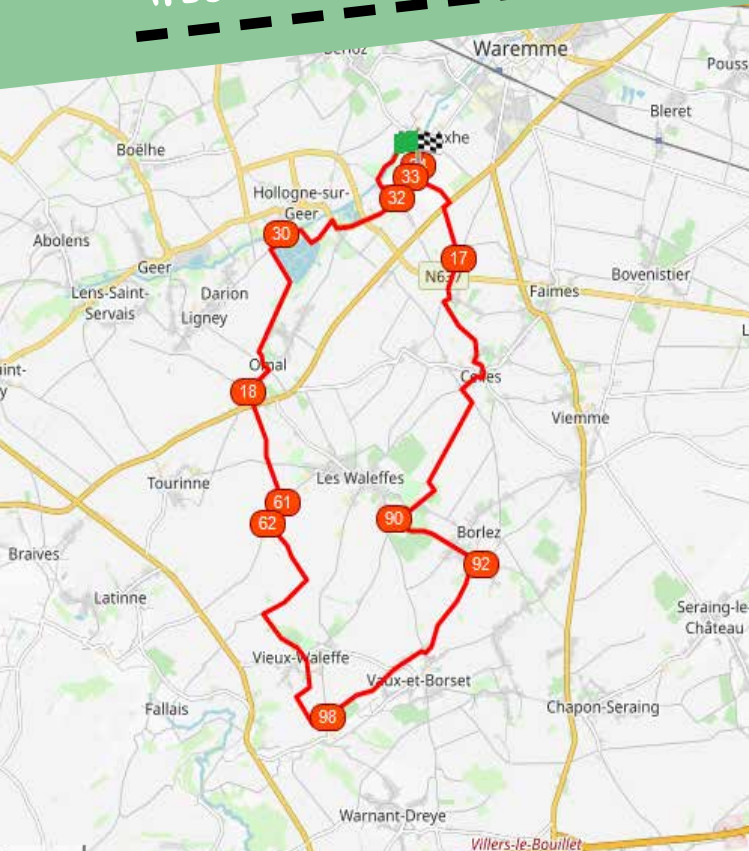 Waremme
Pouss
Bleret
xhe
Boëlhe
33
Hollogne-sur-
Geer
32
30
Abolens
17
Geer
N637
Bovenistier
Lens-Saint-
Servais
Darion
Faimes
Ligney
Omal
aint-
Celles
18
Viemme
Les Waleffes
Tourinne
61
90
62
Borlez
Braives
92
Latinne
Seraing-le-
Château
Vieux-Waleffe
Vaux-et-Borset
Fallais
98
Chapon-Seraing
Warnant-Dreye
Villers-le-Bouillet